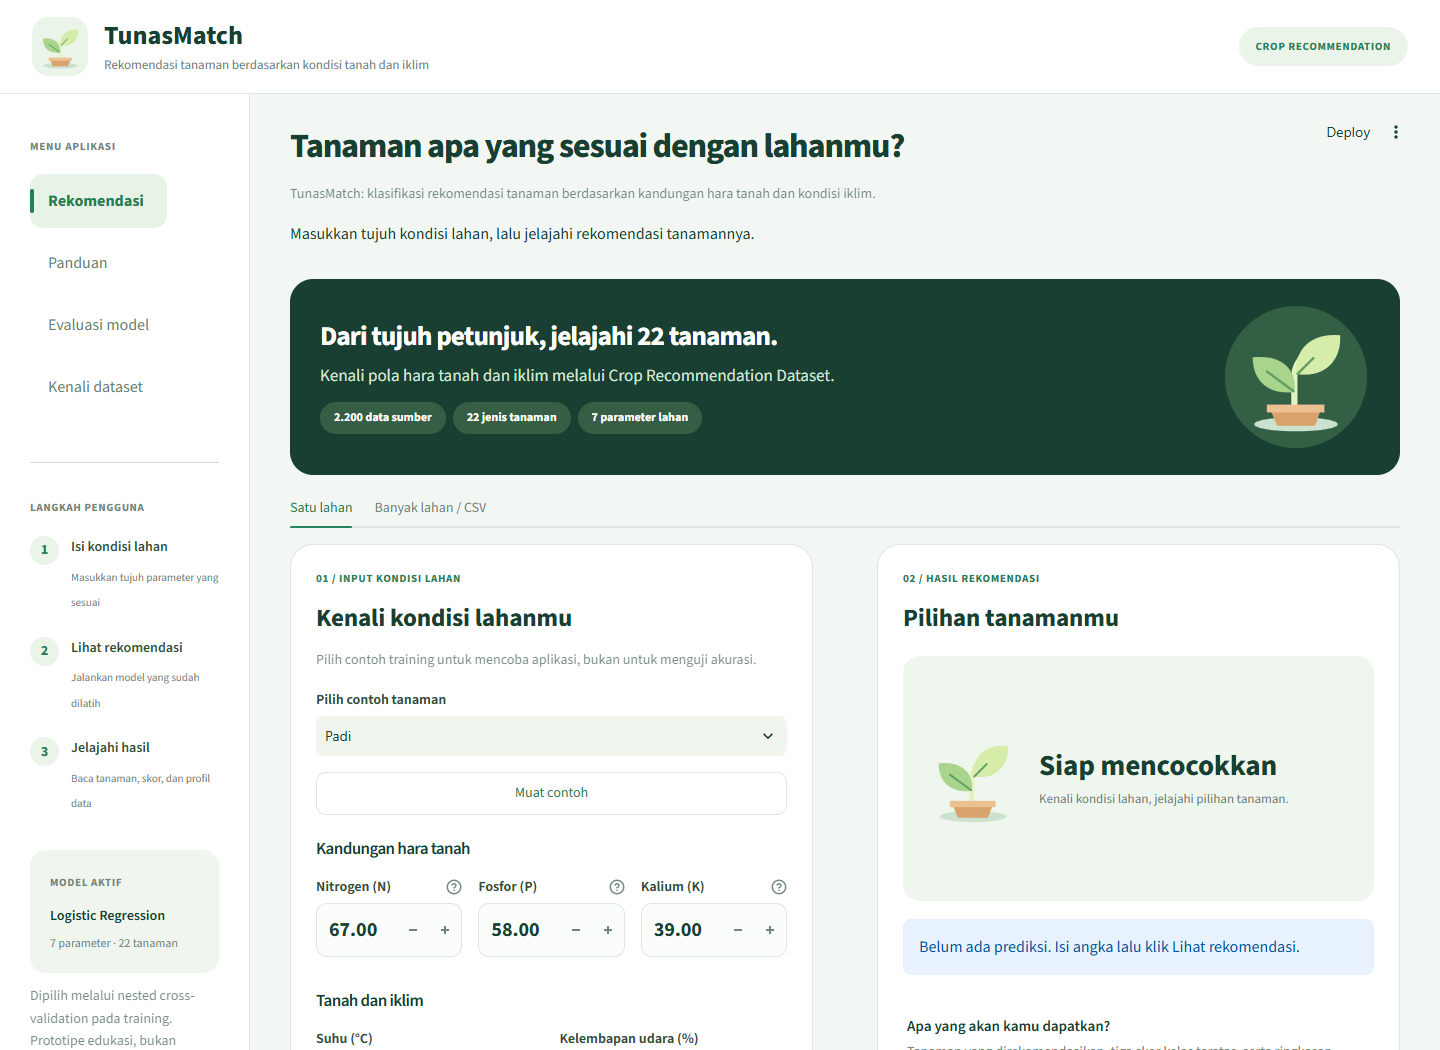 TunasMatch
Rekomendasi tanaman berdasarkan kondisi tanah dan iklim
CROP RECOMMENDATION
MENU APLIKASI
Rekomendasi
Panduan
Evaluasi model
Kenali dataset
LANGKAH PENGGUNA
1
Isi kondisi lahan
Masukkan tujuh parameter yang
sesuai
2
Lihat rekomendasi
Jalankan model yang sudah
dilatih
3
Jelajahi hasil
Baca tanaman, skor, dan profil
data
MODEL AKTIF
Logistic Regression
7 parameter · 22 tanaman
Dipilih melalui nested cross-
validation pada training.
Prototipe edukasi, bukan
Deploy
Tanaman apa yang sesuai dengan lahanmu?
TunasMatch: klasifikasi rekomendasi tanaman berdasarkan kandungan hara tanah dan kondisi iklim.
Masukkan tujuh kondisi lahan, lalu jelajahi rekomendasi tanamannya.
Dari tujuh petunjuk, jelajahi 22 tanaman.
Kenali pola hara tanah dan iklim melalui Crop Recommendation Dataset.
2.200 data sumber
22 jenis tanaman
7 parameter lahan
Satu lahan
Banyak lahan / CSV
01 / INPUT KONDISI LAHAN
Kenali kondisi lahanmu
Pilih contoh training untuk mencoba aplikasi, bukan untuk menguji akurasi.
Pilih contoh tanaman
Padi
Muat contoh
Kandungan hara tanah
Nitrogen (N)
Fosfor (P)
Kalium (K)
67.00
58.00
39.00
Tanah dan iklim
Suhu (°C)
Kelembapan udara (%)
02 / HASIL REKOMENDASI
Pilihan tanamanmu
Siap mencocokkan
Kenali kondisi lahan, jelajahi pilihan tanaman.
Belum ada prediksi. Isi angka lalu klik Lihat rekomendasi.
Apa yang akan kamu dapatkan?